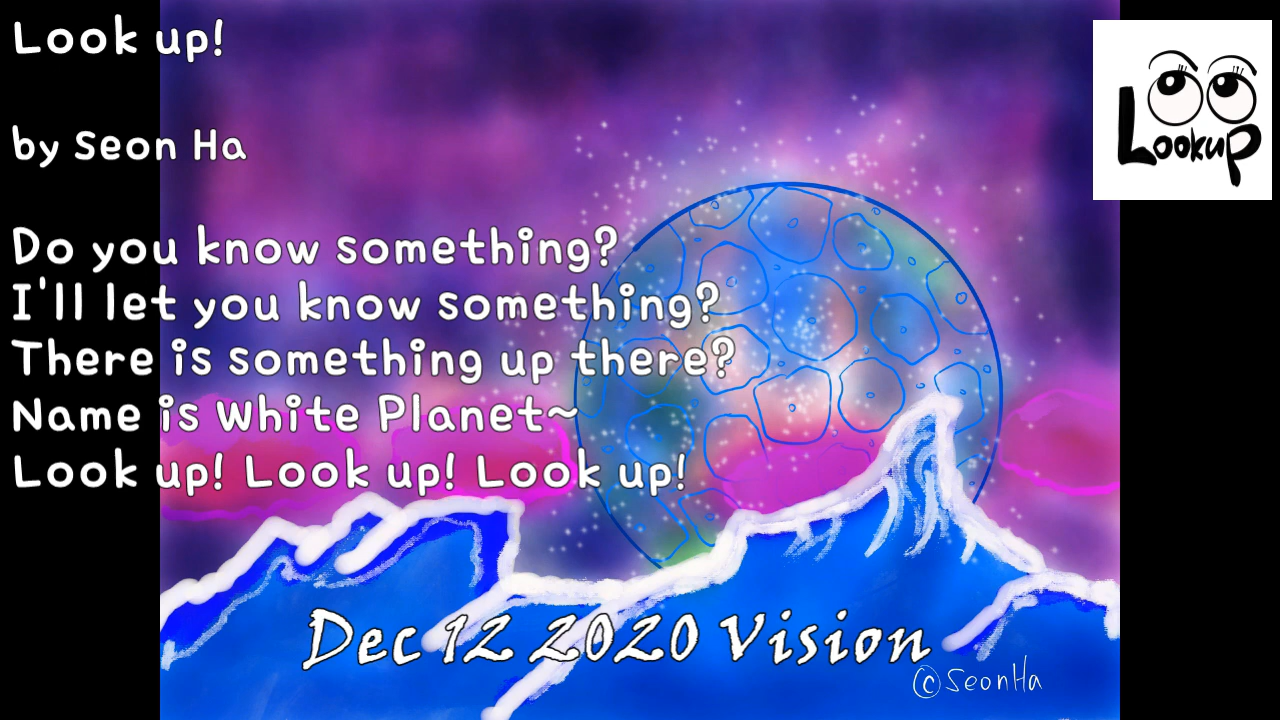 Look up!
by Seon Ha
Do you know something?
I'll let you know something?
There is something up there?
Name is White Planet~
Look up! Look up! Look up!
Lookup
Dec 12 2020 Vision
©SeonHa